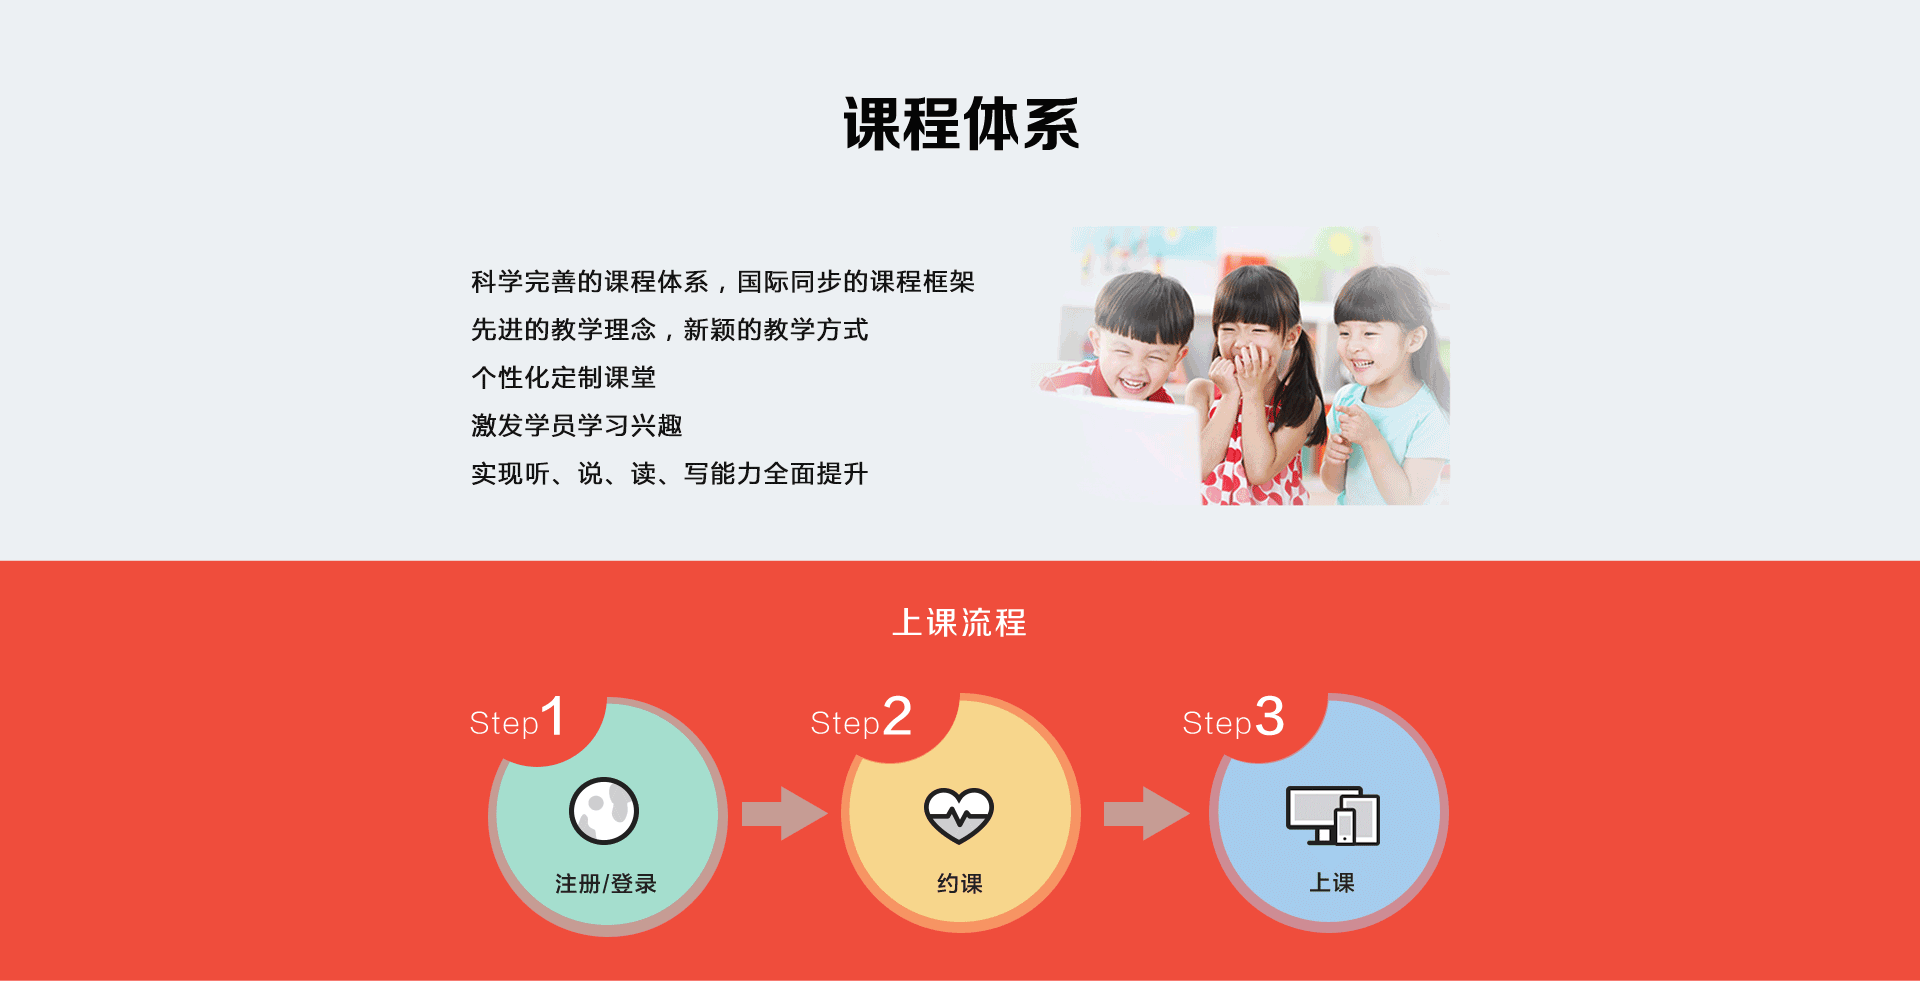 课程体系
科学完善的课程体系，国际同步的课程框架
先进的教学理念，新颖的教学方式
个性化定制课堂
激发学员学习兴趣
实现听、说、读、写能力全面提升
上课流程
Step1
Step2
Step3
注册/登录
约课
上课